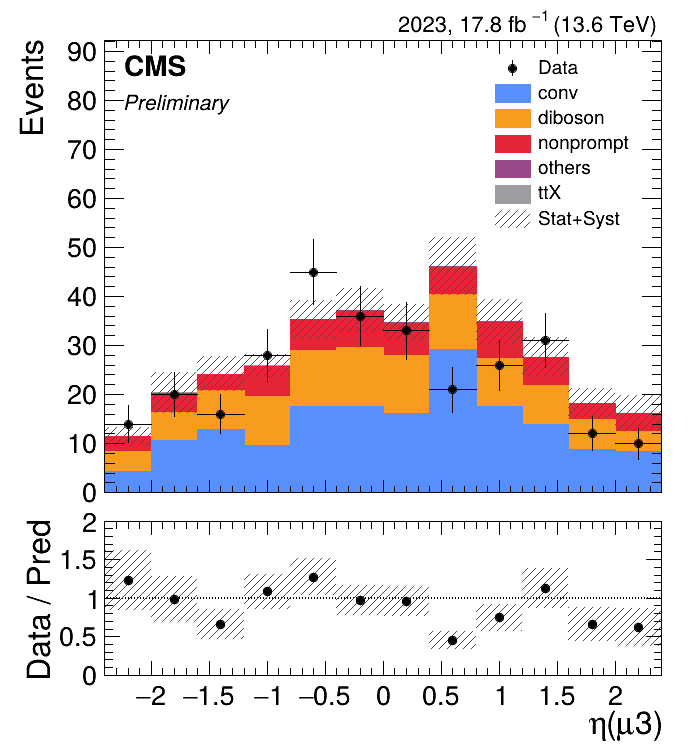 2023, 17.8 fb⁻¹ (13.6 TeV)
CMS
Preliminary
Data
conv
diboson
nonprompt
others
ttX
Stat+Syst
Events
90
80
70
60
50
40
30
20
10
0
Data / Pred
2
1.5
1
0.5
0
−2 −1.5 −1 −0.5 0 0.5 1 1.5 2
η(μ3)